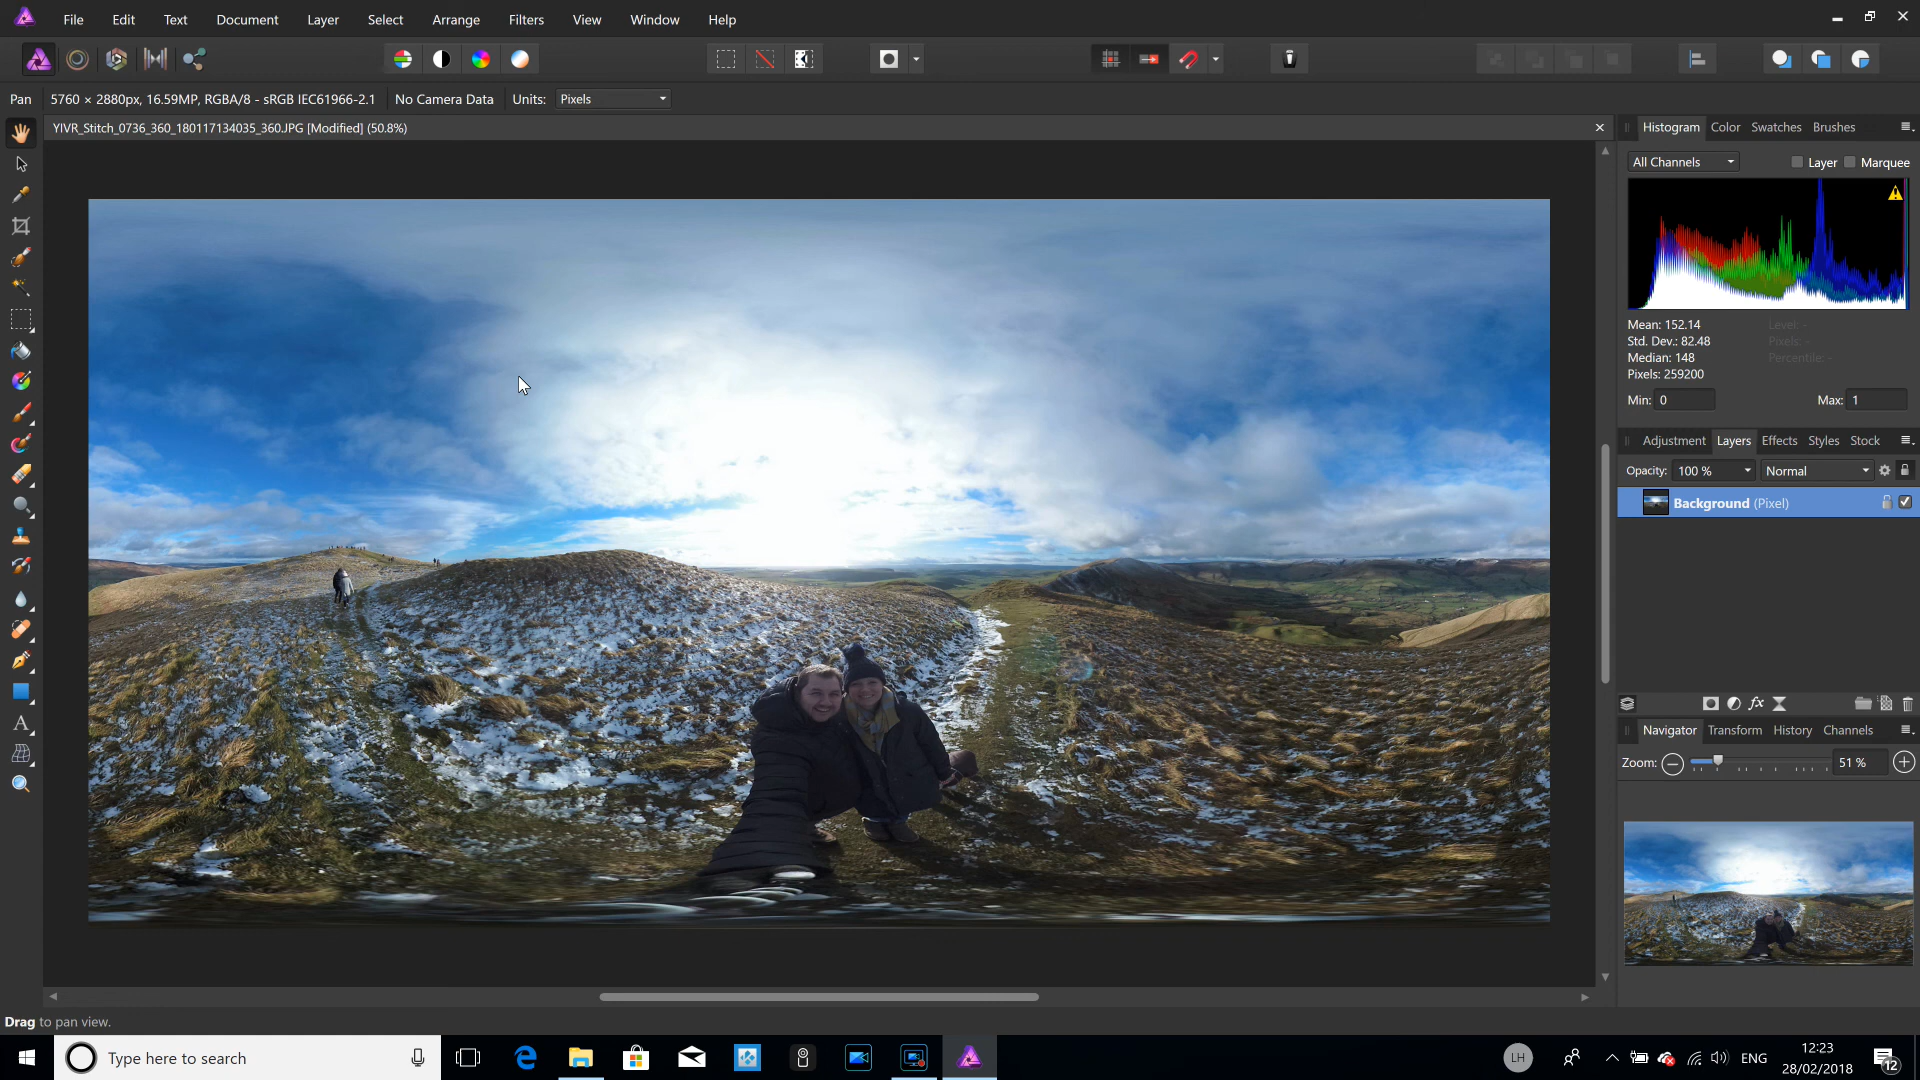 File Edit Text Document Layer Select Arrange Filters View Window Help
Pan 5760 × 2880px, 16.59MP, RGBA/8 - sRGB IEC61966-2.1 No Camera Data Units: Pixels
YIVR_Stitch_0736_360_180117134035_360.JPG [Modified] (50.8%)
Histogram Color Swatches Brushes
All Channels Layer Marquee
Mean: 152.14 Level: -
Std. Dev.: 82.48 Pixels: -
Median: 148 Percentile: -
Pixels: 259200
Min: 0 Max: 1
Adjustment Layers Effects Styles Stock
Opacity: 100 % Normal
Background (Pixel)
fx
Navigator Transform History Channels
Zoom: 51 %
A
Drag to pan view.
Type here to search
LH ENG 12:23
28/02/2018
12